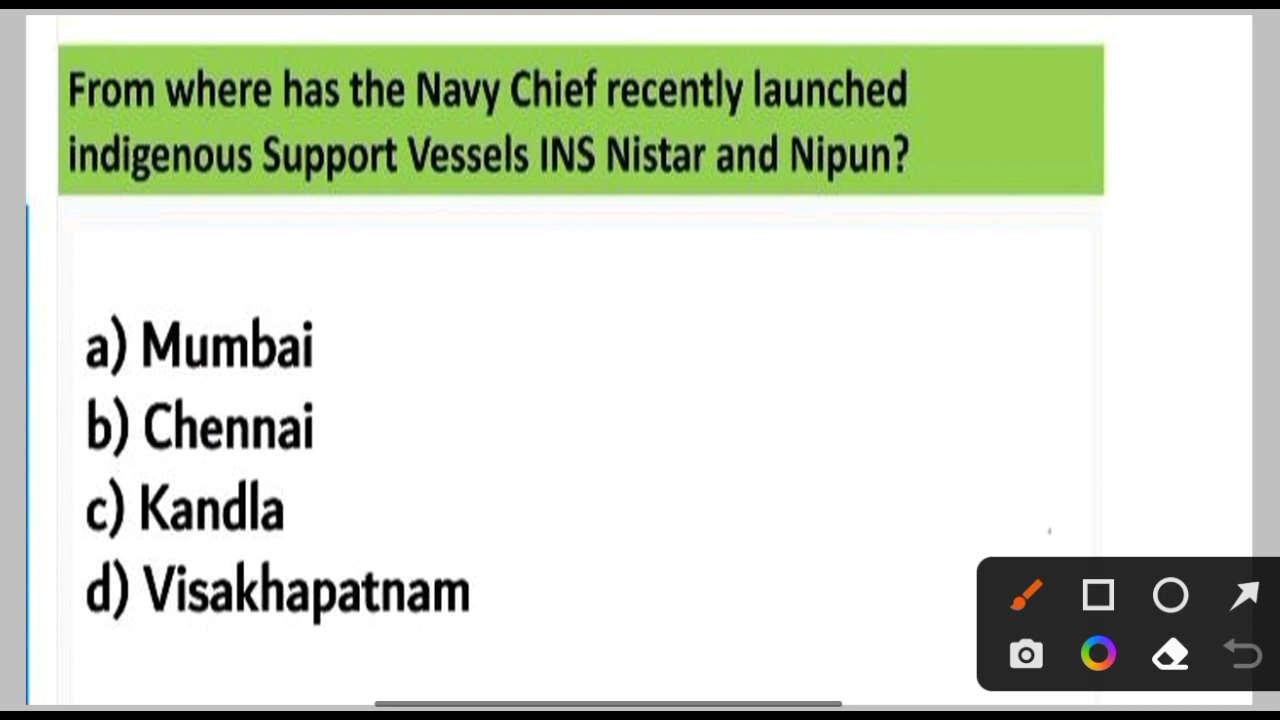 From where has the Navy Chief recently launched
indigenous Support Vessels INS Nistar and Nipun?
a) Mumbai
b) Chennai
c) Kandla
d) Visakhapatnam